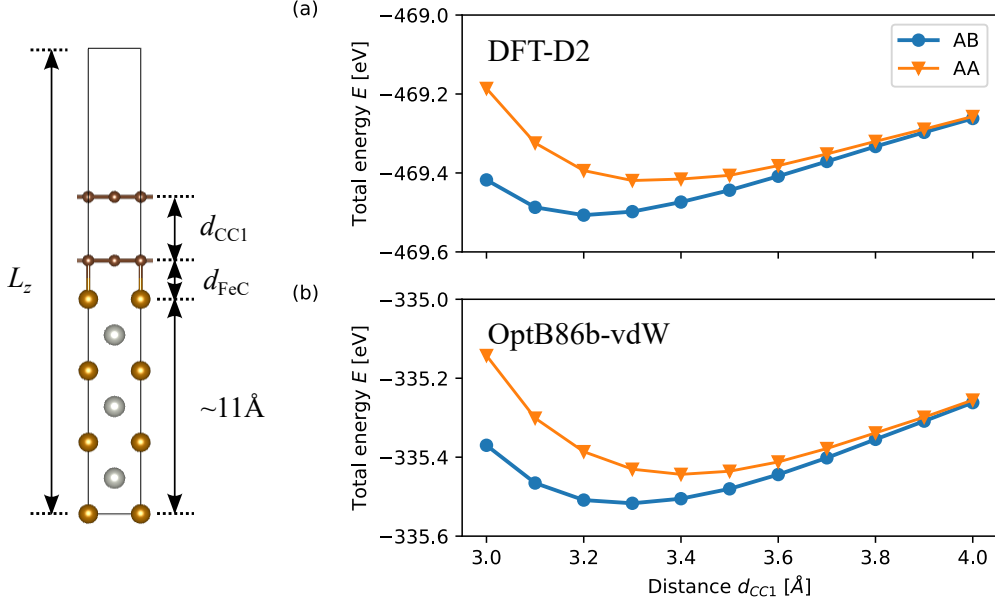 L_z
d_CC1
d_FeC
~11Å
(a)
DFT-D2
AB
AA
Total energy E [eV]
−469.0
−469.2
−469.4
−469.6
(b)
OptB86b-vdW
Total energy E [eV]
−335.0
−335.2
−335.4
−335.6
3.0 3.2 3.4 3.6 3.8 4.0
Distance d_CC1 [Å]